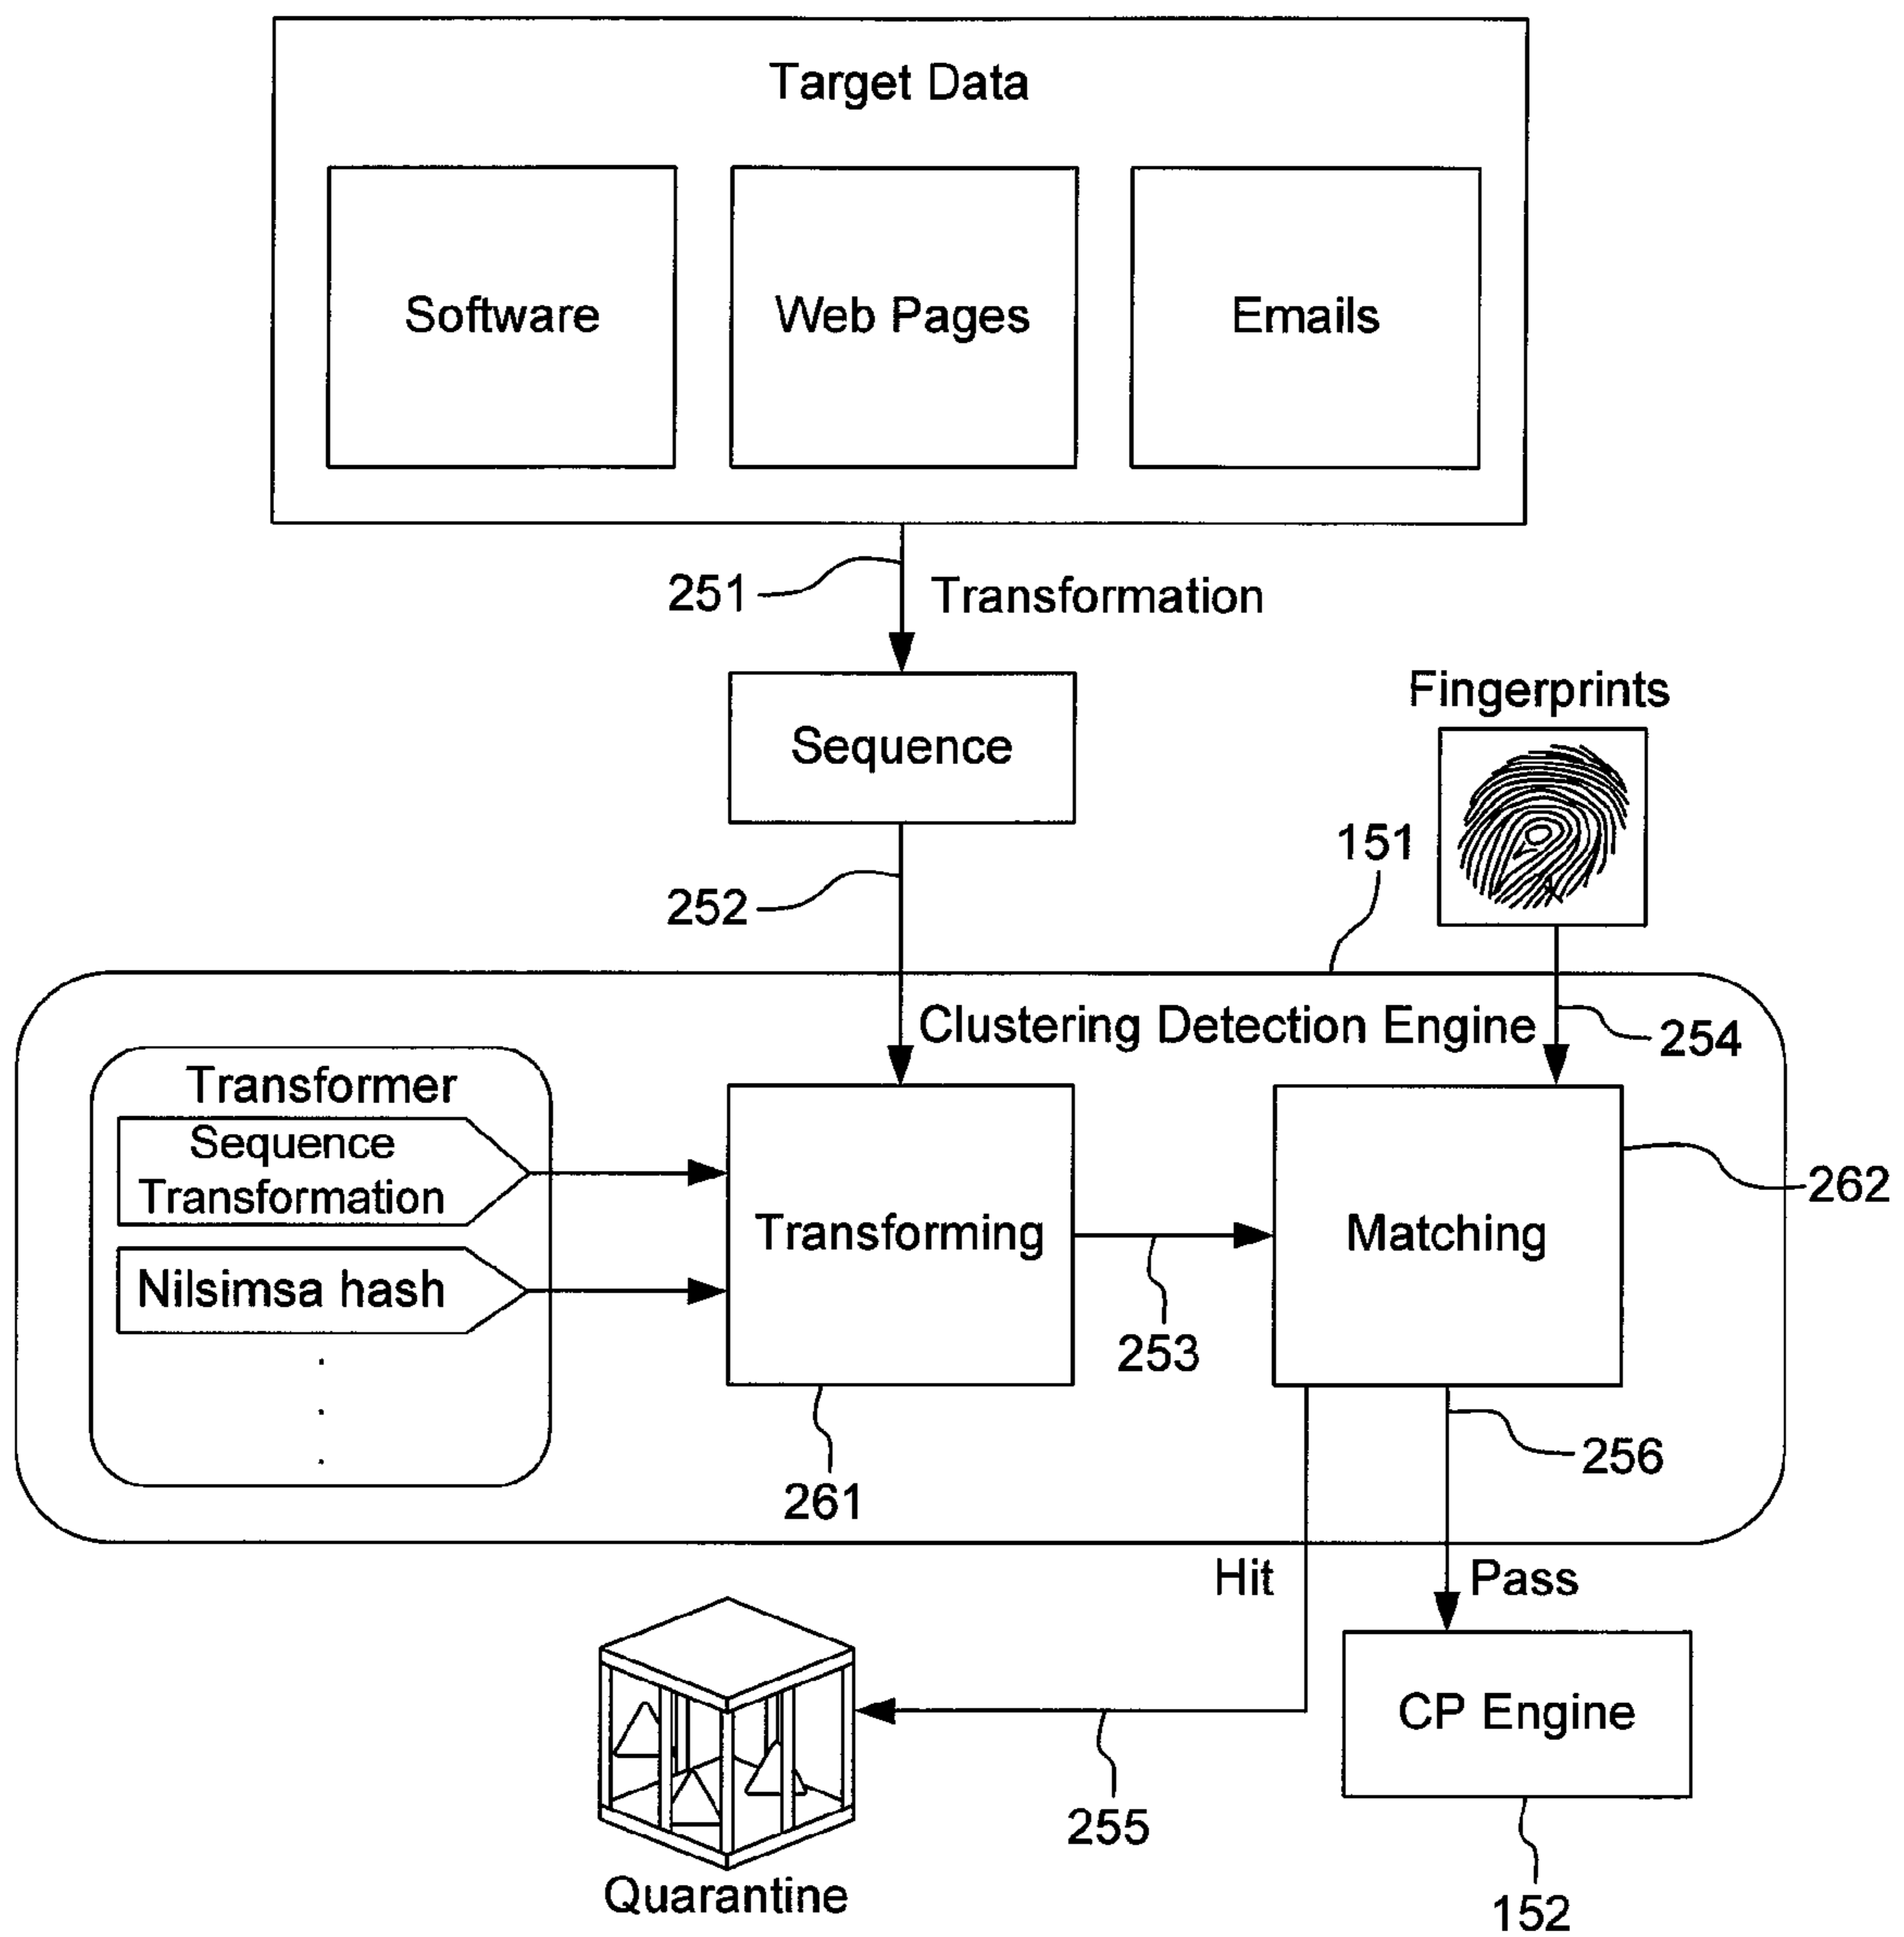 Target Data
Software
Web Pages
Emails
251
Transformation
Sequence
Fingerprints
151
252
Clustering Detection Engine
254
Transformer
Sequence
Transformation
Nilsimsa hash
Transforming
Matching
262
253
261
256
Hit
Pass
CP Engine
255
Quarantine
152